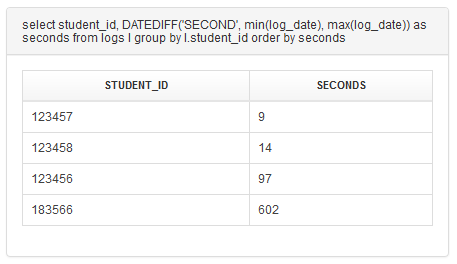 select student_id, DATEDIFF('SECOND', min(log_date), max(log_date)) as
seconds from logs l group by l.student_id order by seconds
STUDENT_ID SECONDS
123457 9
123458 14
123456 97
183566 602